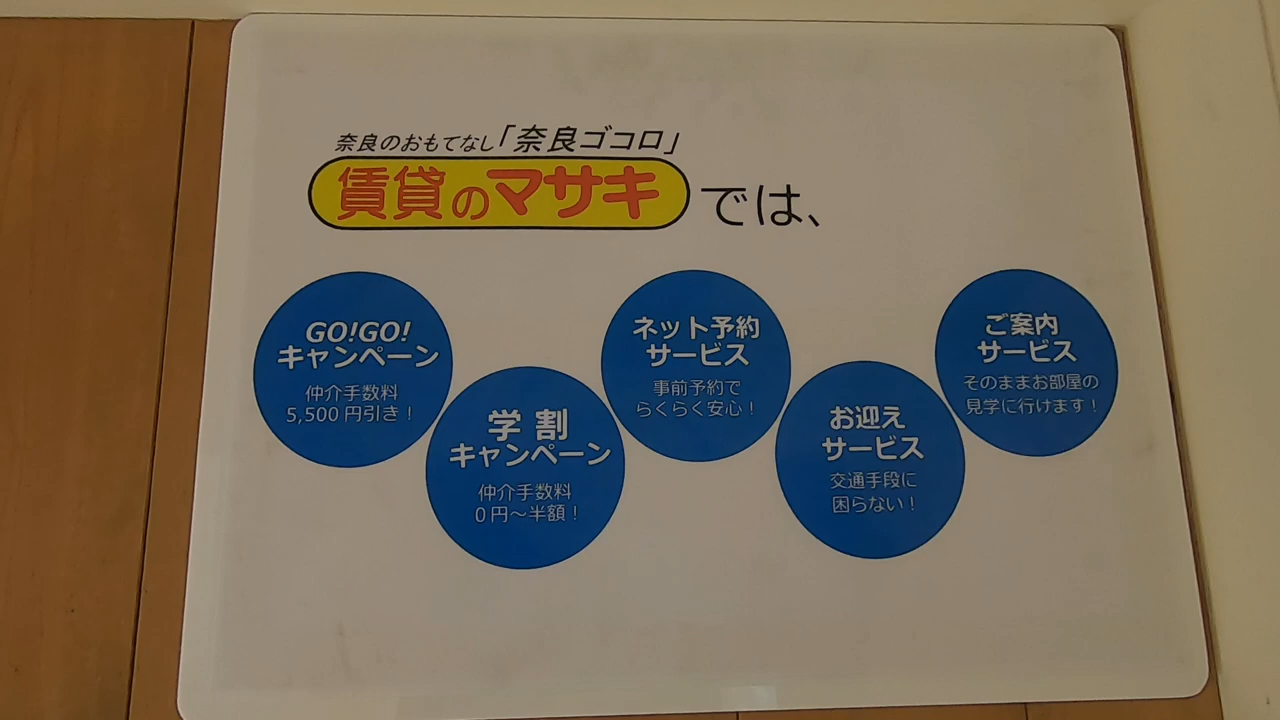 奈良のおもてなし「奈良ゴコロ」
賃貸のマサキでは、
GO!GO!
キャンペーン
仲介手数料
5,500円引き！
学割
キャンペーン
仲介手数料
0円～半額！
ネット予約
サービス
事前予約で
らくらく安心！
お迎え
サービス
交通手段に
困らない！
ご案内
サービス
そのままお部屋の
見学に行けます！